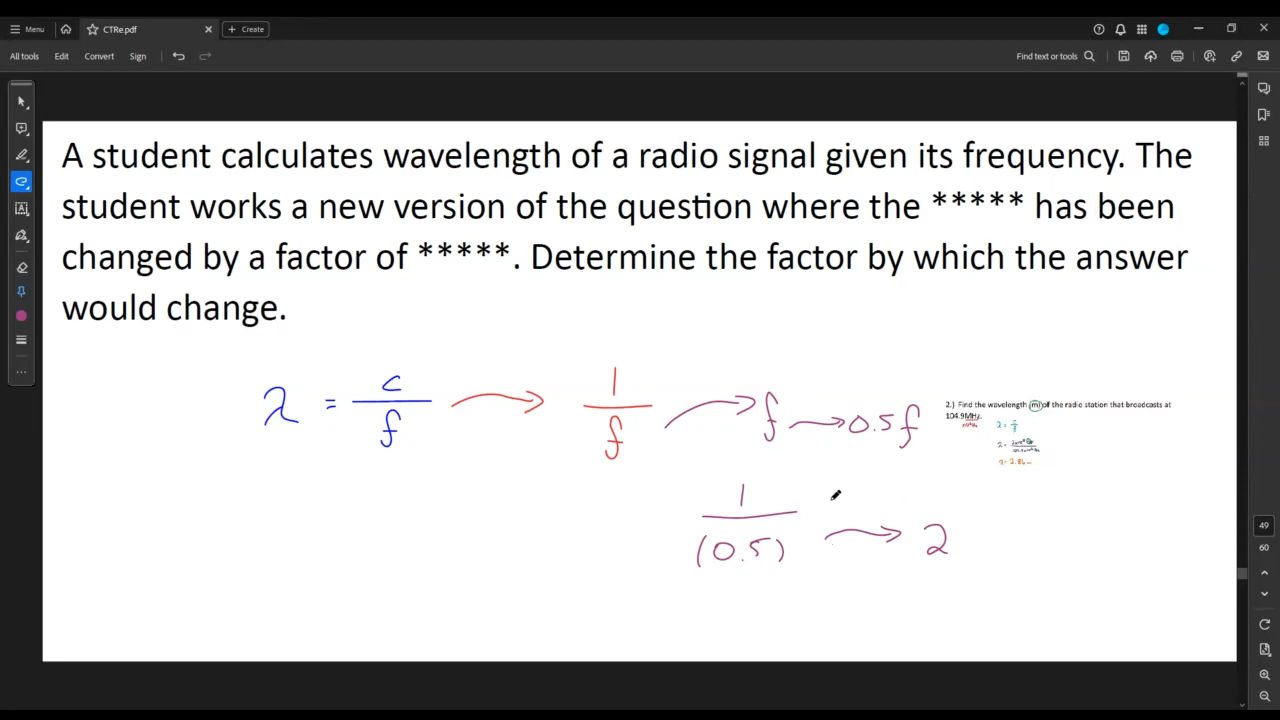 Menu
CTRe.pdf
+ Create
All tools Edit Convert Sign
Find text or tools
A student calculates wavelength of a radio signal given its frequency. The
student works a new version of the question where the ***** has been
changed by a factor of *****. Determine the factor by which the answer
would change.
λ = c/f → 1/f → f → 0.5 f
2.) Find the wavelength (m) of the radio station that broadcasts at
104.9MHz.
λ = c/f
λ = 2.86 m
1/(0.5) → 2
49
60